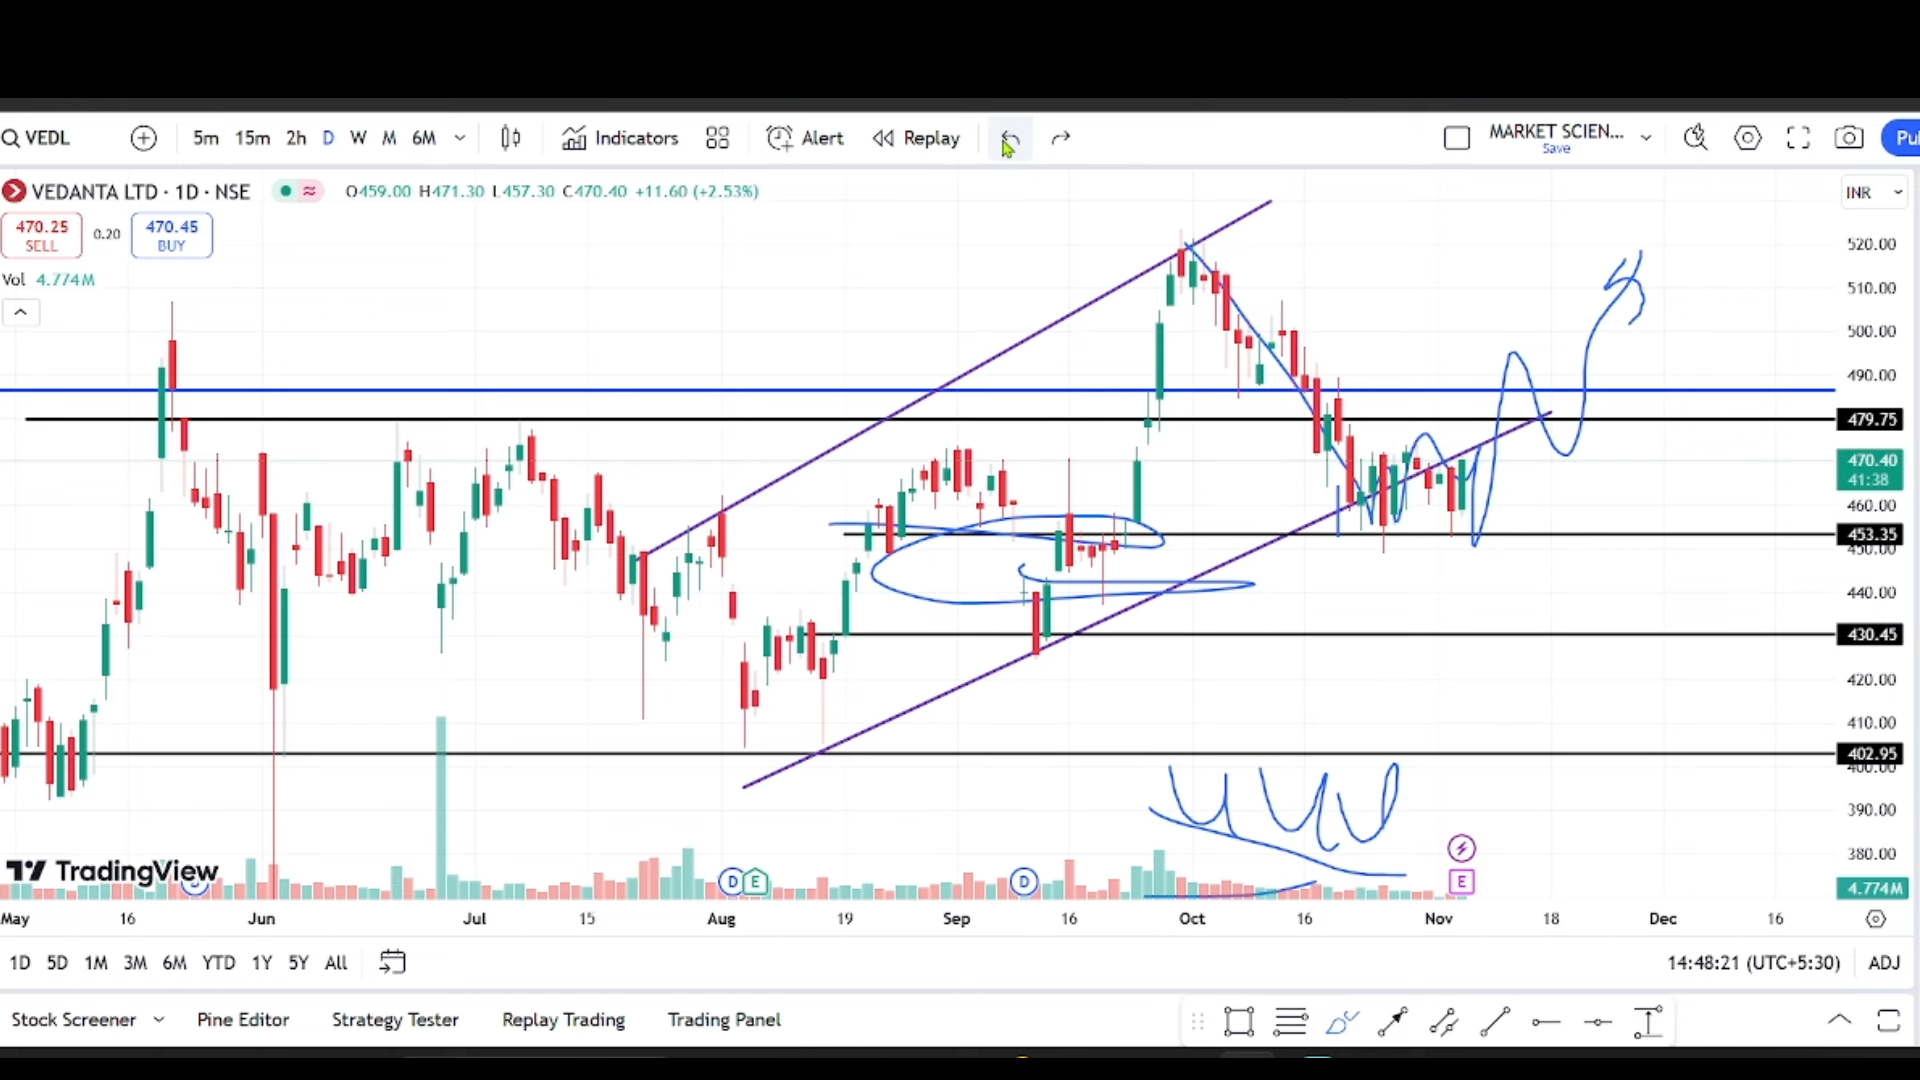 VEDL 5m 15m 2h D W M 6M Indicators Alert Replay MARKET SCIEN... Save
VEDANTA LTD · 1D · NSE O459.00 H471.30 L457.30 C470.40 +11.60 (+2.53%) INR
470.25 SELL 0.20 470.45 BUY
Vol 4.774M
520.00
510.00
500.00
490.00
479.75
470.40
41:38
460.00
453.35
450.00
440.00
430.45
420.00
410.00
402.95
400.00
390.00
380.00
TradingView
D D E D E
4.774M
May 16 Jun Jul 15 Aug 19 Sep 16 Oct 16 Nov 18 Dec 16
1D 5D 1M 3M 6M YTD 1Y 5Y All 14:48:21 (UTC+5:30) ADJ
Stock Screener Pine Editor Strategy Tester Replay Trading Trading Panel